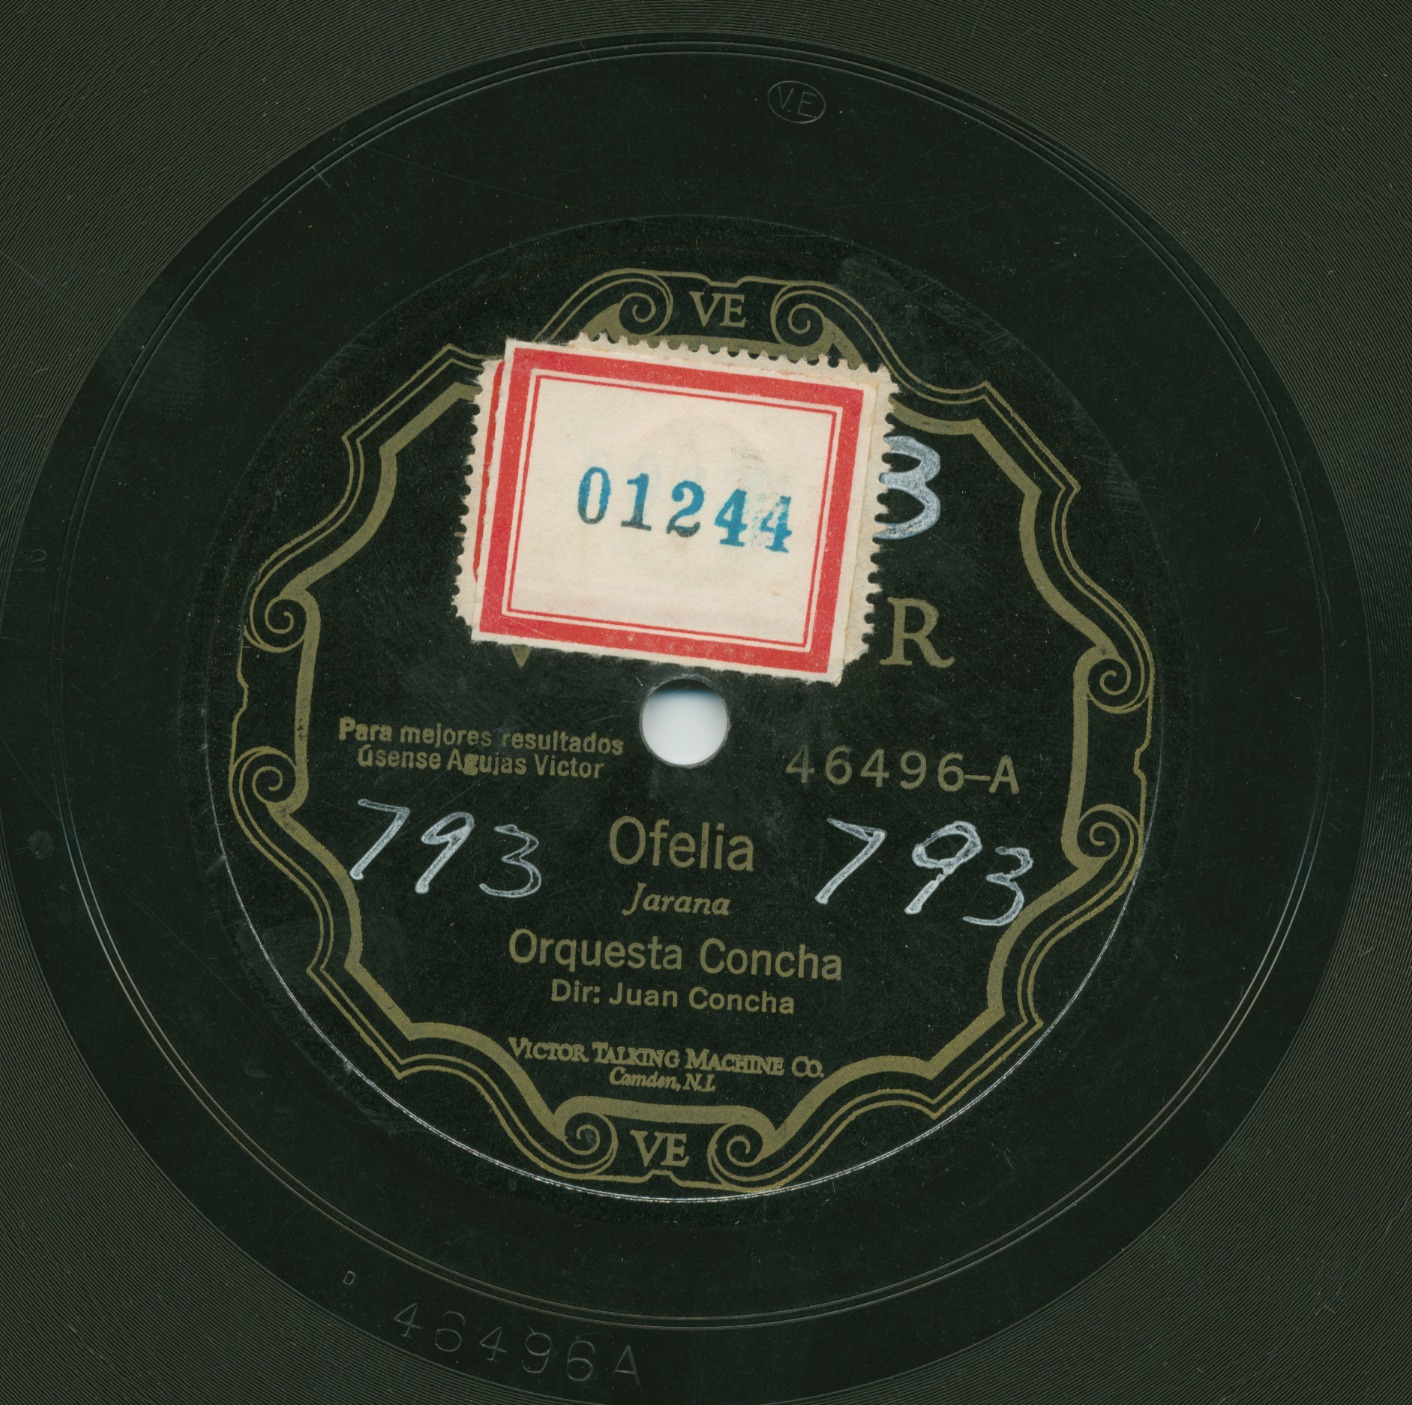 V.E.
VE
01244
3
R
Para mejores resultados
úsense Agujas Victor
46496-A
793
793
Ofelia
Jarana
Orquesta Concha
Dir: Juan Concha
VICTOR TALKING MACHINE CO.
Camden, N.J.
VE
D
46496A